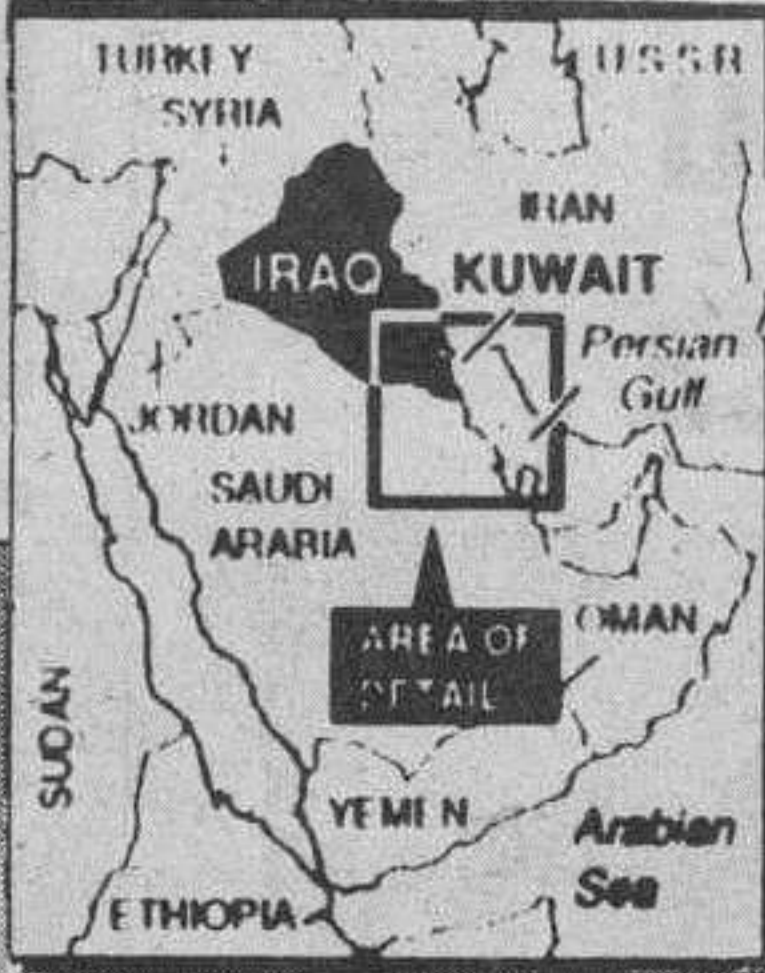 TURKEY
U.S.S.R.
SYRIA
IRAN
IRAQ
KUWAIT
Persian
Gulf
JORDAN
SAUDI
ARABIA
AREA OF
DETAIL
OMAN
SUDAN
YEMEN
Arabian
Sea
ETHIOPIA